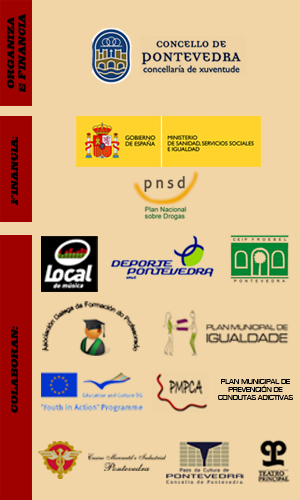 ORGANIZA
E FINANCIA
CONCELLO DE
PONTEVEDRA
concellaría de xuventude
FINANCIA:
GOBIERNO
DE ESPAÑA
MINISTERIO
DE SANIDAD, SERVICIOS SOCIALES
E IGUALDAD
pnsd
Plan Nacional
sobre Drogas
COLABORAN:
Local
de música
DEPORTE
PONTEVEDRA
CEIP FROEBEL
PONTEVEDRA
Asociación Galega da Formación do Profesorado
PLAN MUNICIPAL DE
IGUALDADE
Education and Culture DG
"Youth in Action" Programme
PMPCA
PLAN MUNICIPAL DE
PREVENCIÓN DE
CONDUTAS ADICTIVAS
Casino Mercantil e Industrial
Pontevedra
Pazo da Cultura de
PONTEVEDRA
Concello de Pontevedra
TEATRO
PRINCIPAL